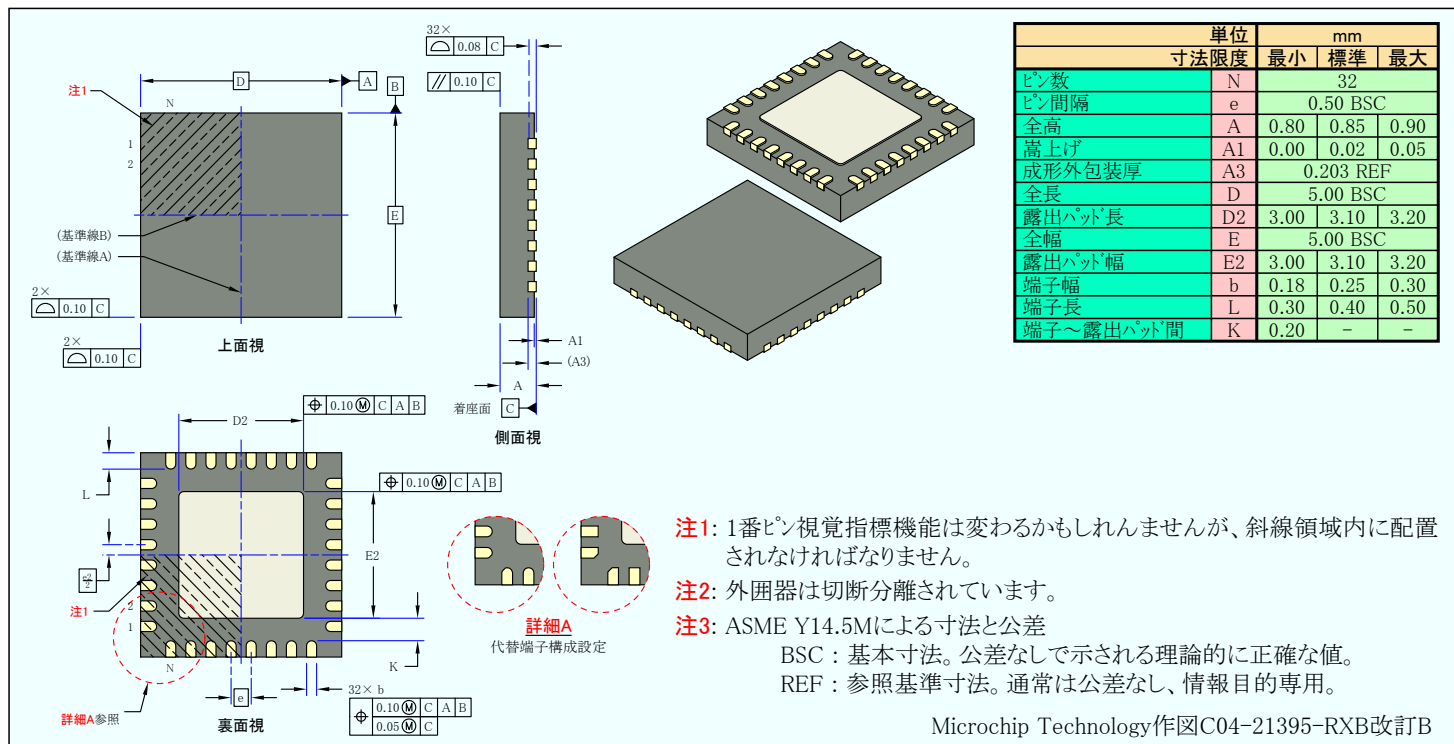 32×
0.08 C
// 0.10 C
D
A
B
注1
N
1
2
E
(基準線B)
(基準線A)
2×
0.10 C
2×
0.10 C
上面視
A1
(A3)
A
着座面 C
側面視
単位 mm
寸法限度 最小 標準 最大
ピン数 N 32
ピン間隔 e 0.50 BSC
全高 A 0.80 0.85 0.90
嵩上げ A1 0.00 0.02 0.05
成形外包装厚 A3 0.203 REF
全長 D 5.00 BSC
露出パッド長 D2 3.00 3.10 3.20
全幅 E 5.00 BSC
露出パッド幅 E2 3.00 3.10 3.20
端子幅 b 0.18 0.25 0.30
端子長 L 0.30 0.40 0.50
端子～露出パッド間 K 0.20 − −
D2
0.10 Ⓜ C A B
0.10 Ⓜ C A B
L
E2
e2
2
注1
2
1
N
K
e
32× b
0.10 Ⓜ C A B
0.05 Ⓜ C
詳細A参照
裏面視
詳細A
代替端子構成設定
注1: 1番ピン視覚指標機能は変わるかもしれんませんが、斜線領域内に配置
されなければなりません。
注2: 外囲器は切断分離されています。
注3: ASME Y14.5Mによる寸法と公差
BSC : 基本寸法。公差なしで示される理論的に正確な値。
REF : 参照基準寸法。通常は公差なし、情報目的専用。
Microchip Technology作図C04-21395-RXB改訂B